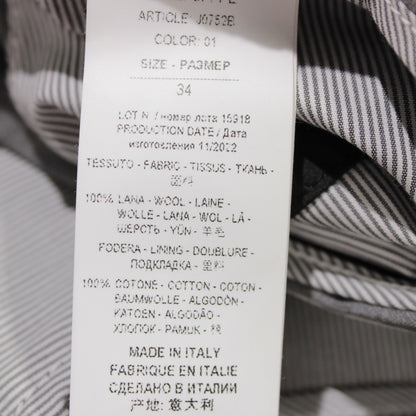 ARTICLE: J0752B
COLOR: 01
SIZE - РАЗМЕР
34
LOT N. / номер лота 15918
PRODUCTION DATE / Дата
изготовления 11/2022
TESSUTO - FABRIC - TISSUS - ТКАНЬ -
面料
100% LANA - WOOL - LAINE -
WOLLE - LANA - WOL - LÃ -
ШЕРСТЬ - YÜN - 羊毛
FODERA - LINING - DOUBLURE -
ПОДКЛАДКА - 里料
100% COTONE - COTTON - COTON -
BAUMWOLLE - ALGODÓN -
KATOEN - ALGODÃO -
ХЛОПОК - PAMUK - 棉
MADE IN ITALY
FABRIQUE EN ITALIE
СДЕЛАНО В ИТАЛИИ
产地: 意大利